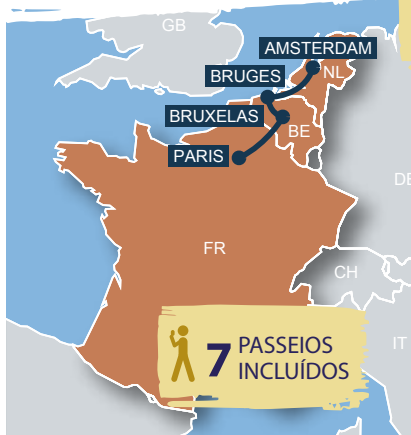 GB
AMSTERDAM
NL
BRUGES
BRUXELAS
BE
PARIS
DE
FR
CH
IT
7 PASSEIOS
INCLUÍDOS